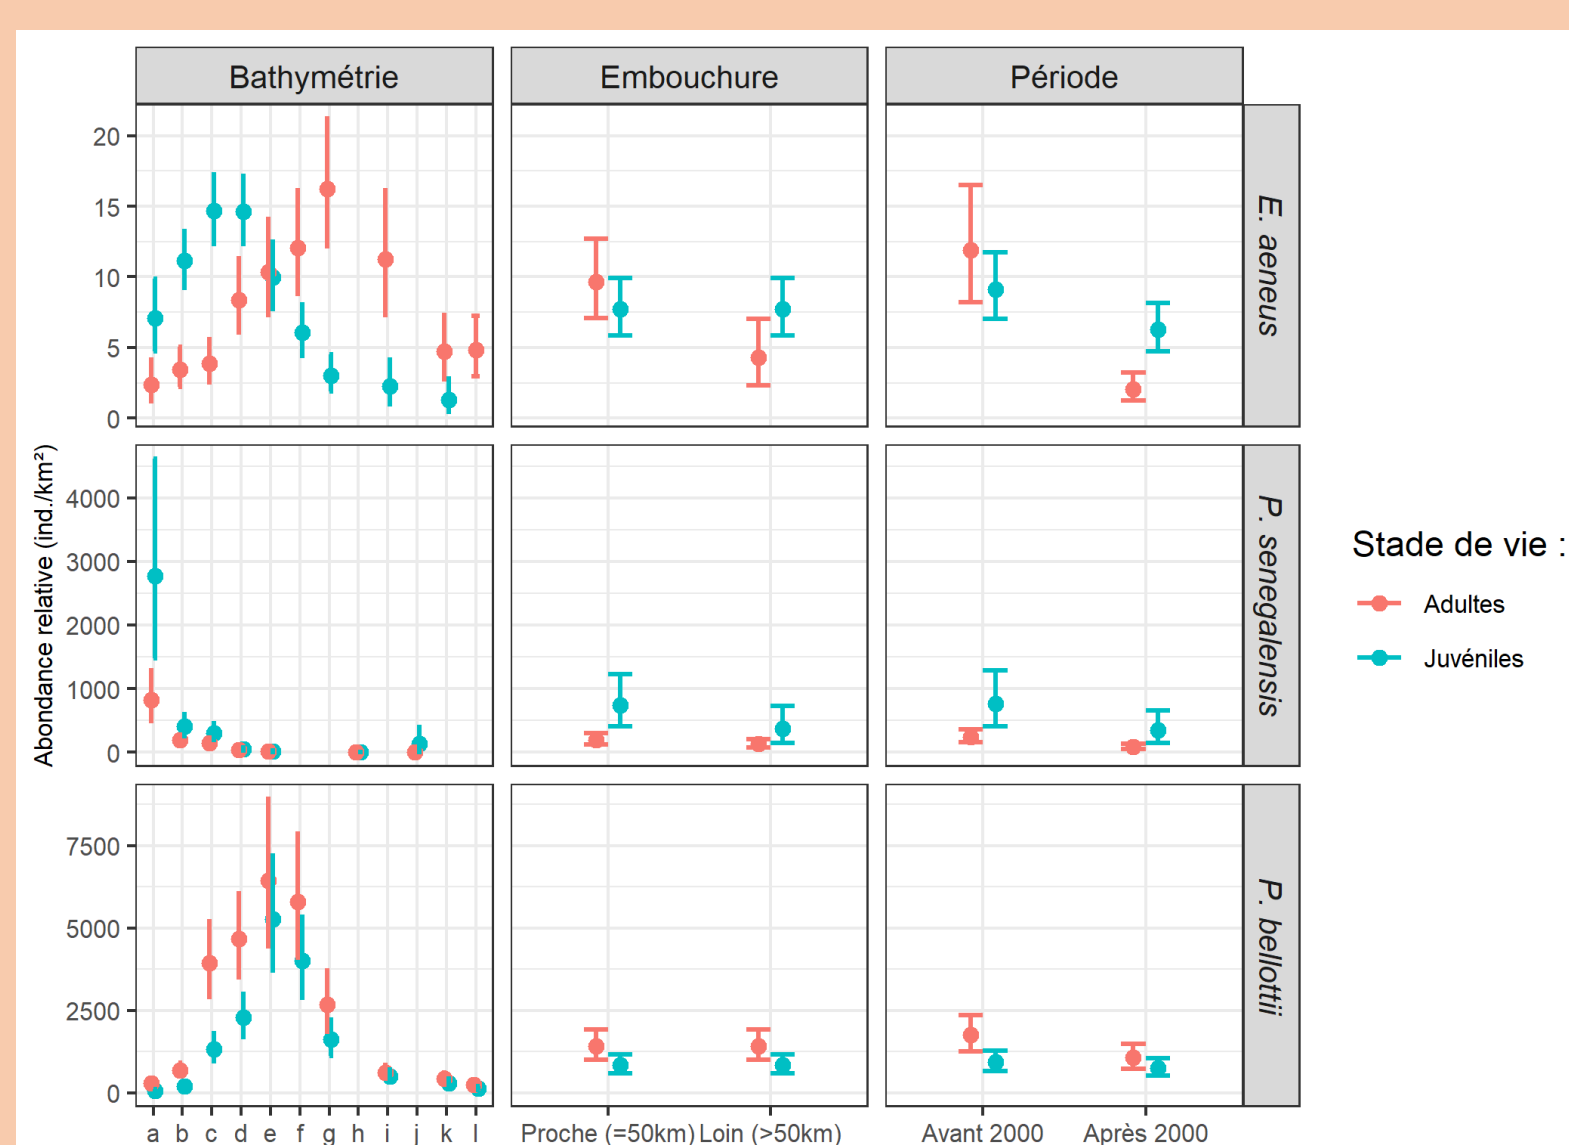 Bathymétrie Embouchure Période
20
15
10
5
0
E. aeneus
4000
3000
2000
1000
0
P. senegalensis
7500
5000
2500
0
P. bellottii
Abondance relative (ind./km²)
a b c d e f g h i j k l
Proche (=50km) Loin (>50km)
Avant 2000 Après 2000
Stade de vie :
Adultes
Juvéniles